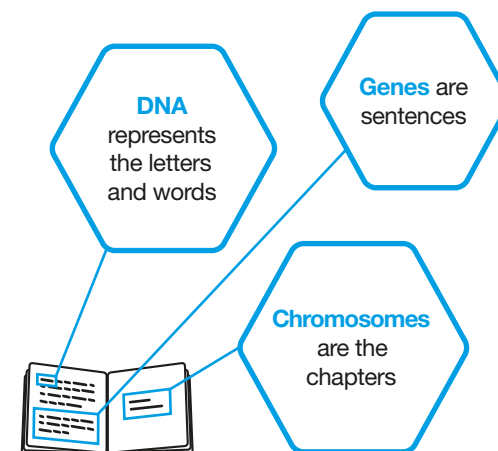 DNA
represents
the letters
and words
Genes are
sentences
Chromosomes
are the
chapters